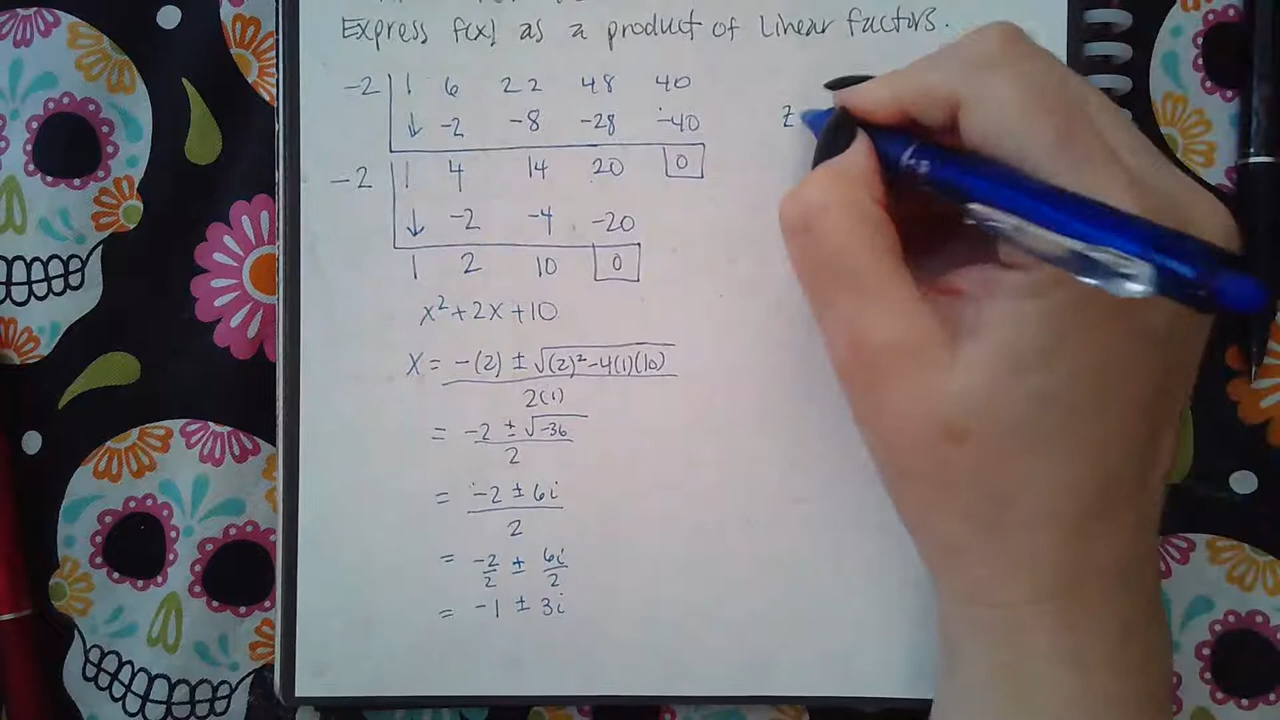 Express f(x) as a product of linear factors.
-2 | 1 6 22 48 40
↓ -2 -8 -28 -40
-2 | 1 4 14 20 0
↓ -2 -4 -20
1 2 10 0
x²+2x+10
x = -(2) ± √(2)²-4(1)(10)
2(1)
= -2 ± √-36
2
= -2 ± 6i
2
= -2/2 ± 6i/2
= -1 ± 3i
z